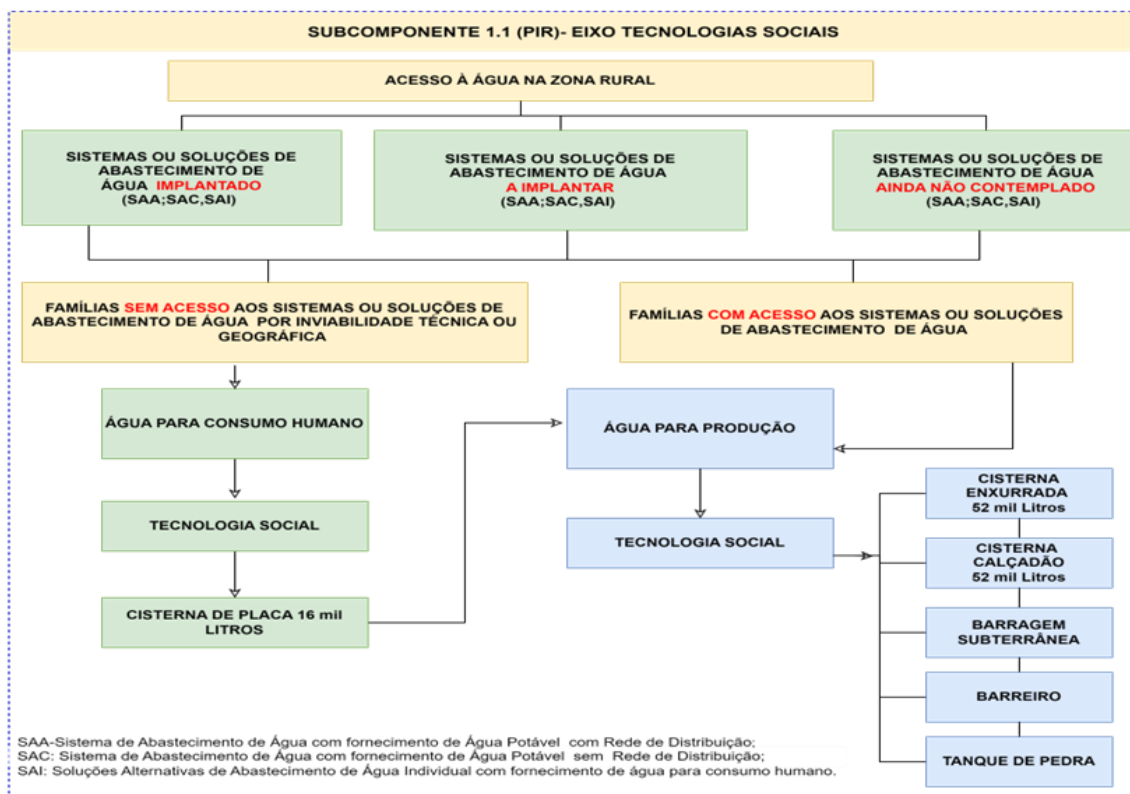 SUBCOMPONENTE 1.1 (PIR)- EIXO TECNOLOGIAS SOCIAIS
ACESSO À ÁGUA NA ZONA RURAL
SISTEMAS OU SOLUÇÕES DE
ABASTECIMENTO DE
ÁGUA IMPLANTADO
(SAA;SAC,SAI)
SISTEMAS OU SOLUÇÕES DE
ABASTECIMENTO DE ÁGUA
A IMPLANTAR
(SAA;SAC,SAI)
SISTEMAS OU SOLUÇÕES DE
ABASTECIMENTO DE ÁGUA
AINDA NÃO CONTEMPLADO
(SAA;SAC,SAI)
FAMÍLIAS SEM ACESSO AOS SISTEMAS OU SOLUÇÕES DE
ABASTECIMENTO DE ÁGUA POR INVIABILIDADE TÉCNICA OU
GEOGRÁFICA
FAMÍLIAS COM ACESSO AOS SISTEMAS OU SOLUÇÕES
DE ABASTECIMENTO DE ÁGUA
ÁGUA PARA CONSUMO HUMANO
TECNOLOGIA SOCIAL
CISTERNA DE PLACA 16 mil
LITROS
ÁGUA PARA PRODUÇÃO
TECNOLOGIA SOCIAL
CISTERNA
ENXURRADA
52 mil Litros
CISTERNA
CALÇADÃO
52 mil Litros
BARRAGEM
SUBTERRÂNEA
BARREIRO
TANQUE DE PEDRA
SAA-Sistema de Abastecimento de Água com fornecimento de Água Potável com Rede de Distribuição;
SAC: Sistema de Abastecimento de Água com fornecimento de Água Potável sem Rede de Distribuição;
SAI: Soluções Alternativas de Abastecimento de Água Individual com fornecimento de água para consumo humano.